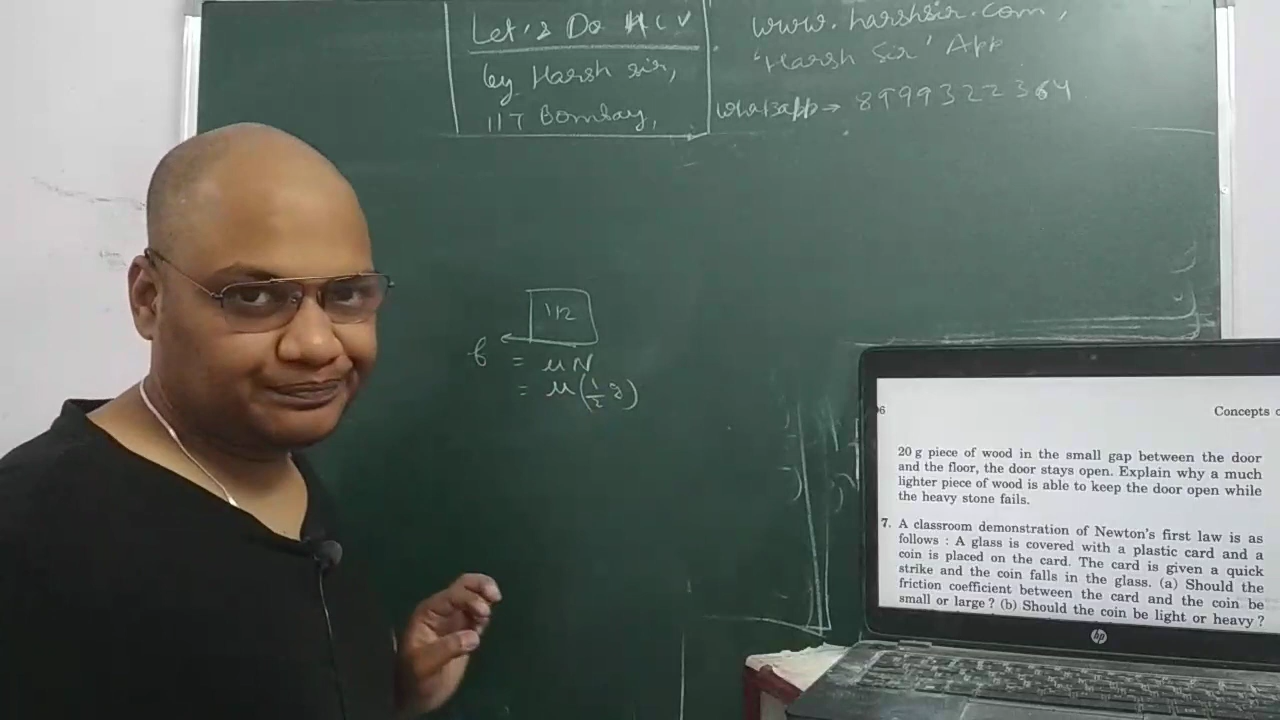 Let's Do HCV
by Harsh sir,
IIT Bombay,
www.harshsir.com,
'Harsh Sir' App
whatsapp → 8999322364
1/2
f = μN
= μ(1/2 g)
96
Concepts o
20 g piece of wood in the small gap between the door
and the floor, the door stays open. Explain why a much
lighter piece of wood is able to keep the door open while
the heavy stone fails.
7. A classroom demonstration of Newton's first law is as
follows : A glass is covered with a plastic card and a
coin is placed on the card. The card is given a quick
strike and the coin falls in the glass. (a) Should the
friction coefficient between the card and the coin be
small or large ? (b) Should the coin be light or heavy ?
hp